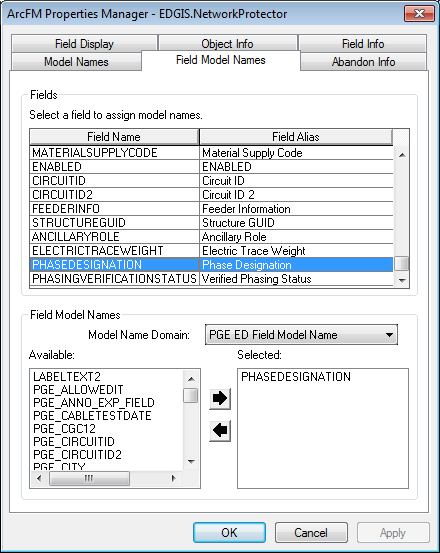 ArcFM Properties Manager - EDGIS.NetworkProtector
Field Display Object Info Field Info
Model Names Field Model Names Abandon Info
Fields
Select a field to assign model names.
Field Name Field Alias
MATERIALSUPPLYCODE Material Supply Code
ENABLED ENABLED
CIRCUITID Circuit ID
CIRCUITID2 Circuit ID 2
FEEDERINFO Feeder Information
STRUCTUREGUID Structure GUID
ANCILLARYROLE Ancillary Role
ELECTRICTRACEWEIGHT Electric Trace Weight
PHASEDESIGNATION Phase Designation
PHASINGVERIFICATIONSTATUS Verified Phasing Status
Field Model Names
Model Name Domain: PGE ED Field Model Name
Available: Selected:
LABELTEXT2 PHASEDESIGNATION
PGE_ALLOWEDIT
PGE_ANNO_EXP_FIELD
PGE_CABLETESTDATE
PGE_CGC12
PGE_CIRCUITID
PGE_CIRCUITID2
PGE_CITY
OK Cancel Apply